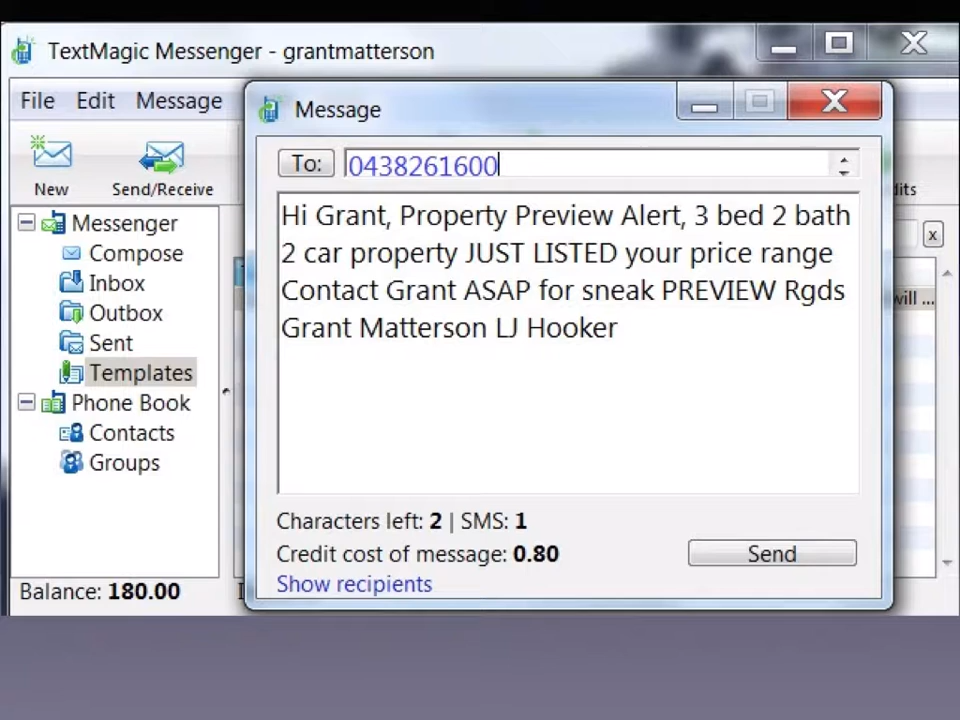 TextMagic Messenger - grantmatterson
File Edit Message
Message
New
Send/Receive
To: 0438261600
dits
x
Messenger
Compose
Inbox
Outbox
Sent
Templates
Phone Book
Contacts
Groups
Hi Grant, Property Preview Alert, 3 bed 2 bath
2 car property JUST LISTED your price range
Contact Grant ASAP for sneak PREVIEW Rgds
Grant Matterson LJ Hooker
will ...
Characters left: 2 | SMS: 1
Credit cost of message: 0.80
Send
Show recipients
Balance: 180.00